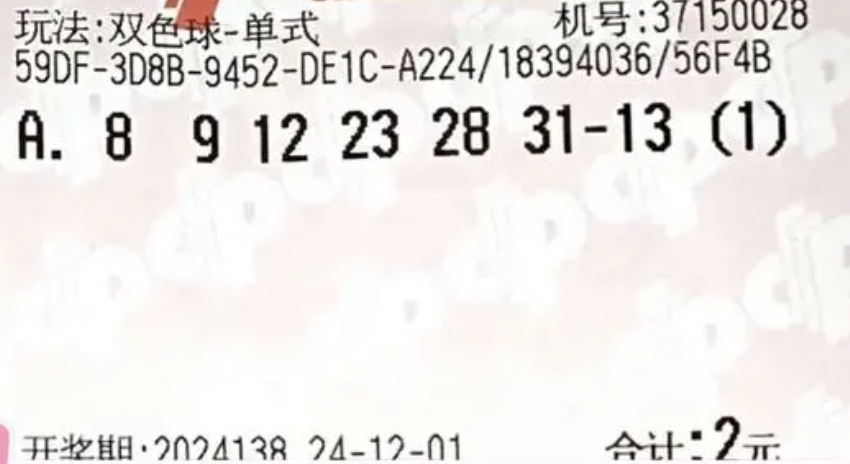 玩法:双色球-单式 机号:37150028
59DF-3D8B-9452-DE1C-A224/18394036/56F4B
A. 8 9 12 23 28 31-13 (1)
开奖期:2024138 24-12-01 合计:2元